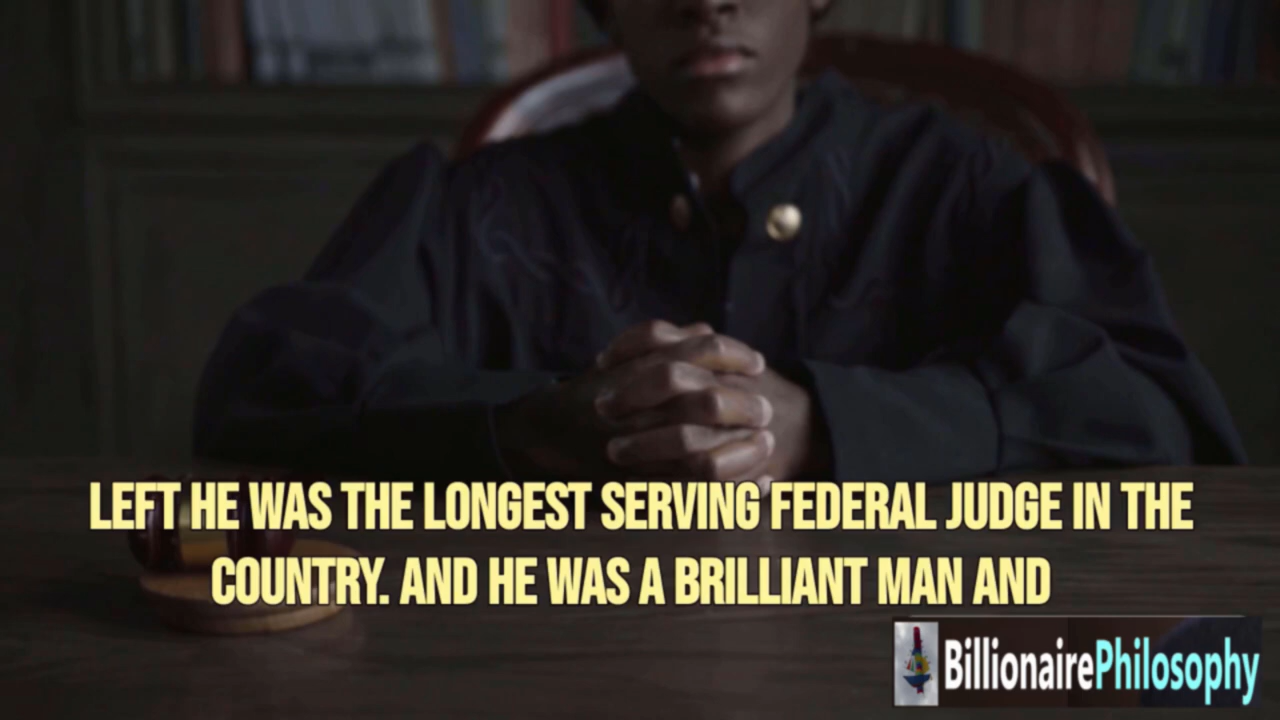 LEFT HE WAS THE LONGEST SERVING FEDERAL JUDGE IN THE
COUNTRY. AND HE WAS A BRILLIANT MAN AND
BillionairePhilosophy